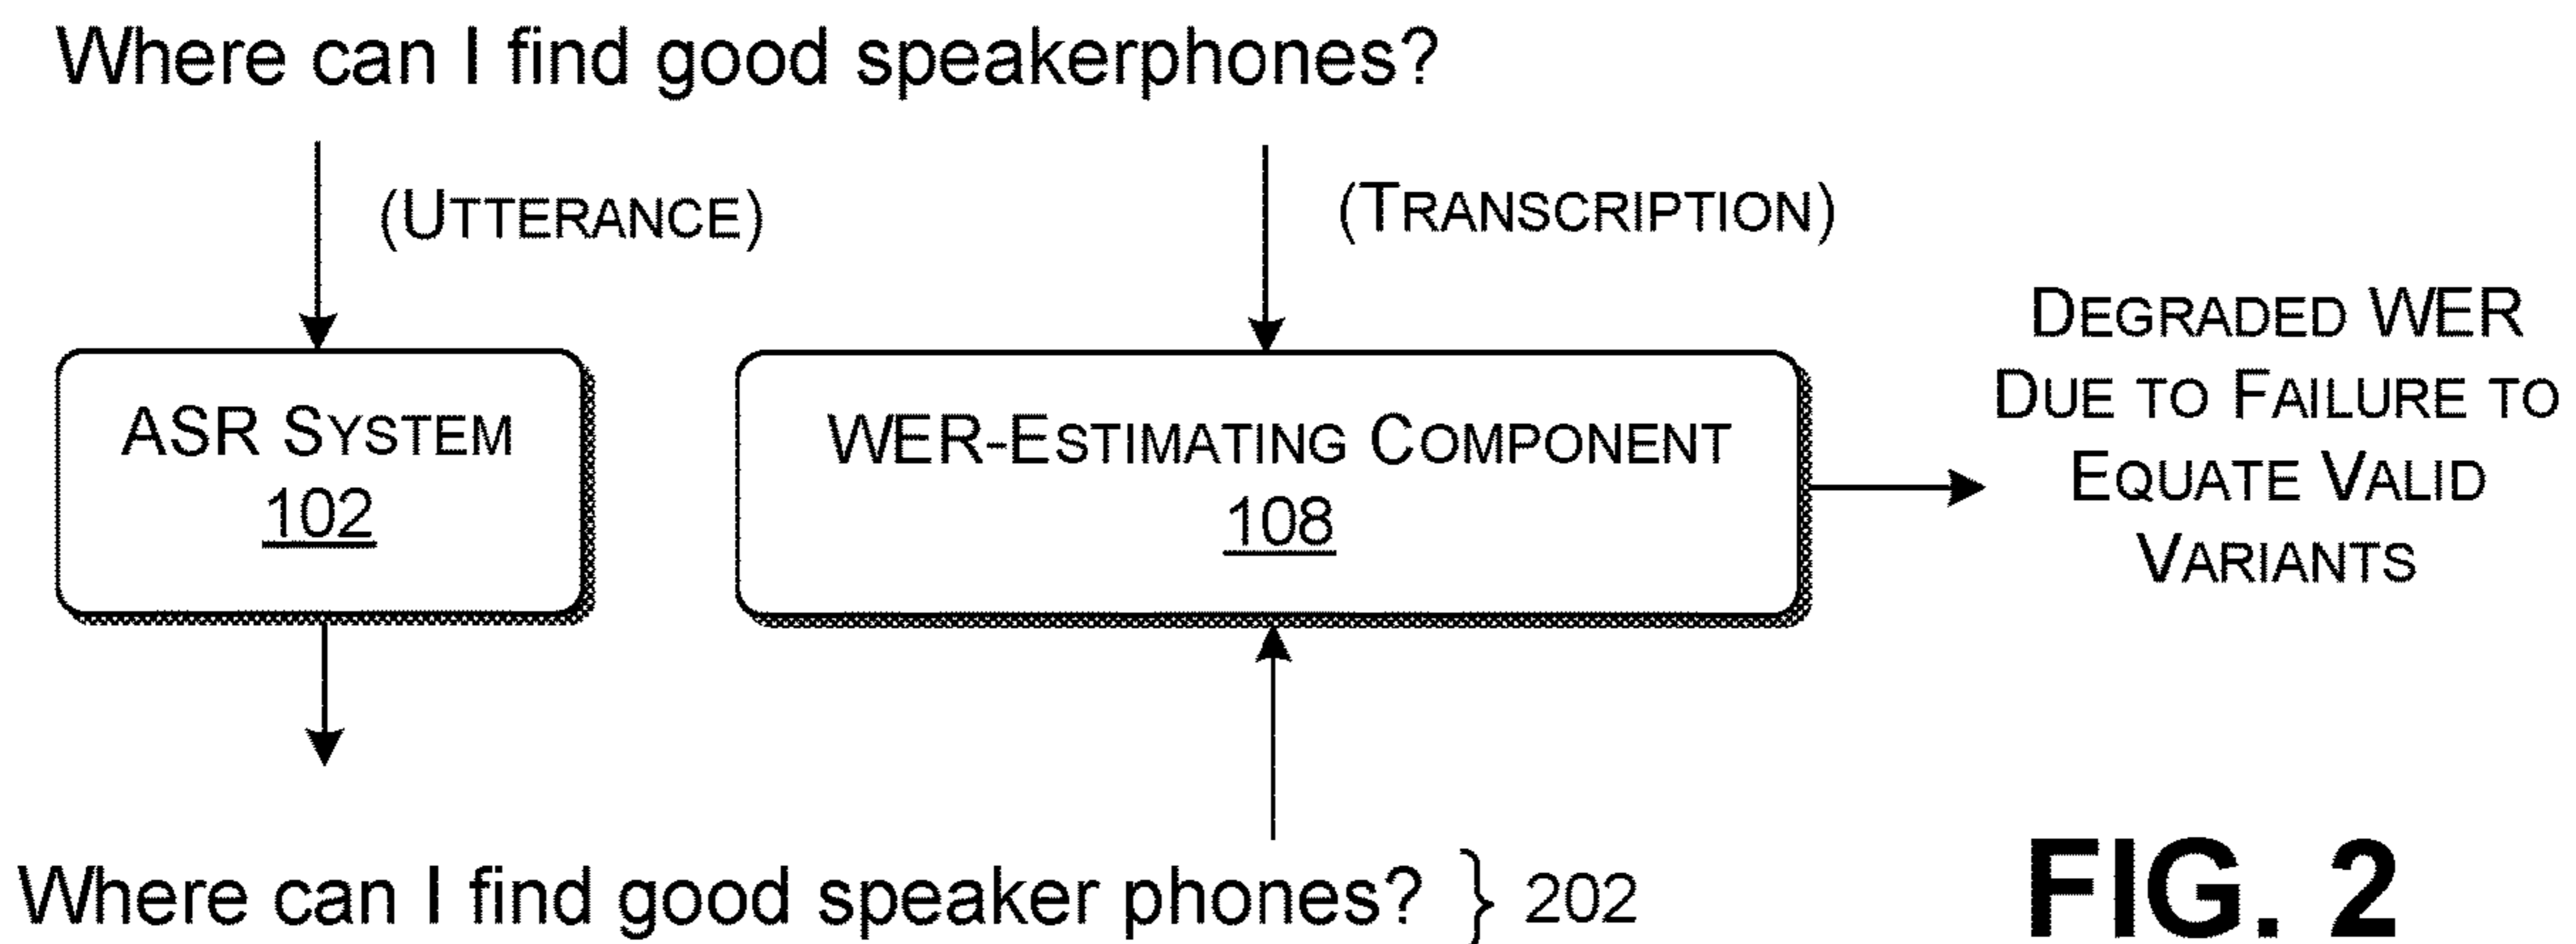 Where can I find good speakerphones?
(UTTERANCE)
(TRANSCRIPTION)
ASR SYSTEM
102
WER-ESTIMATING COMPONENT
108
DEGRADED WER
DUE TO FAILURE TO
EQUATE VALID
VARIANTS
Where can I find good speaker phones? } 202
FIG. 2